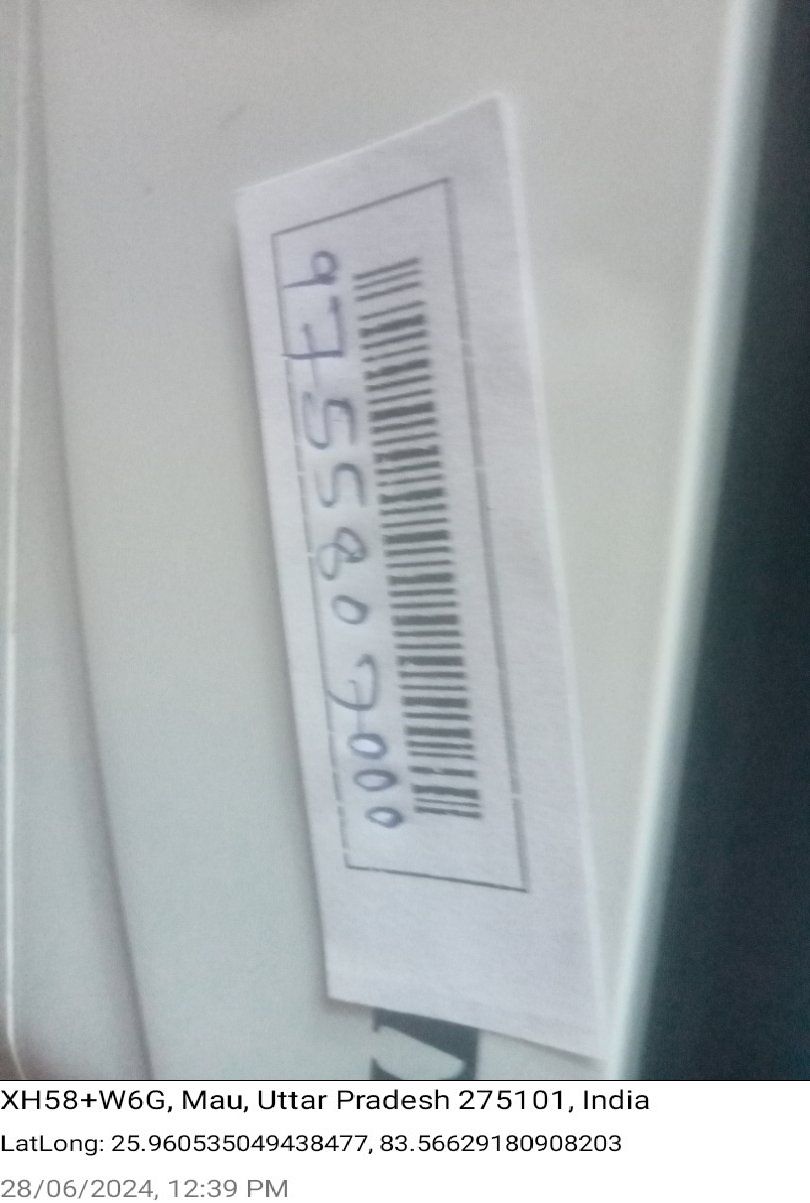 9755807000
XH58+W6G, Mau, Uttar Pradesh 275101, India
LatLong: 25.960535049438477, 83.56629180908203
28/06/2024, 12:39 PM